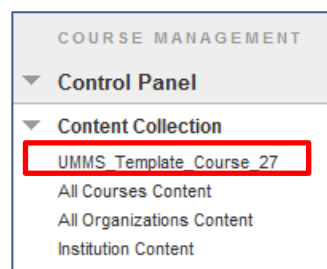 COURSE MANAGEMENT
Control Panel
Content Collection
UMMS_Template_Course_27
All Courses Content
All Organizations Content
Institution Content